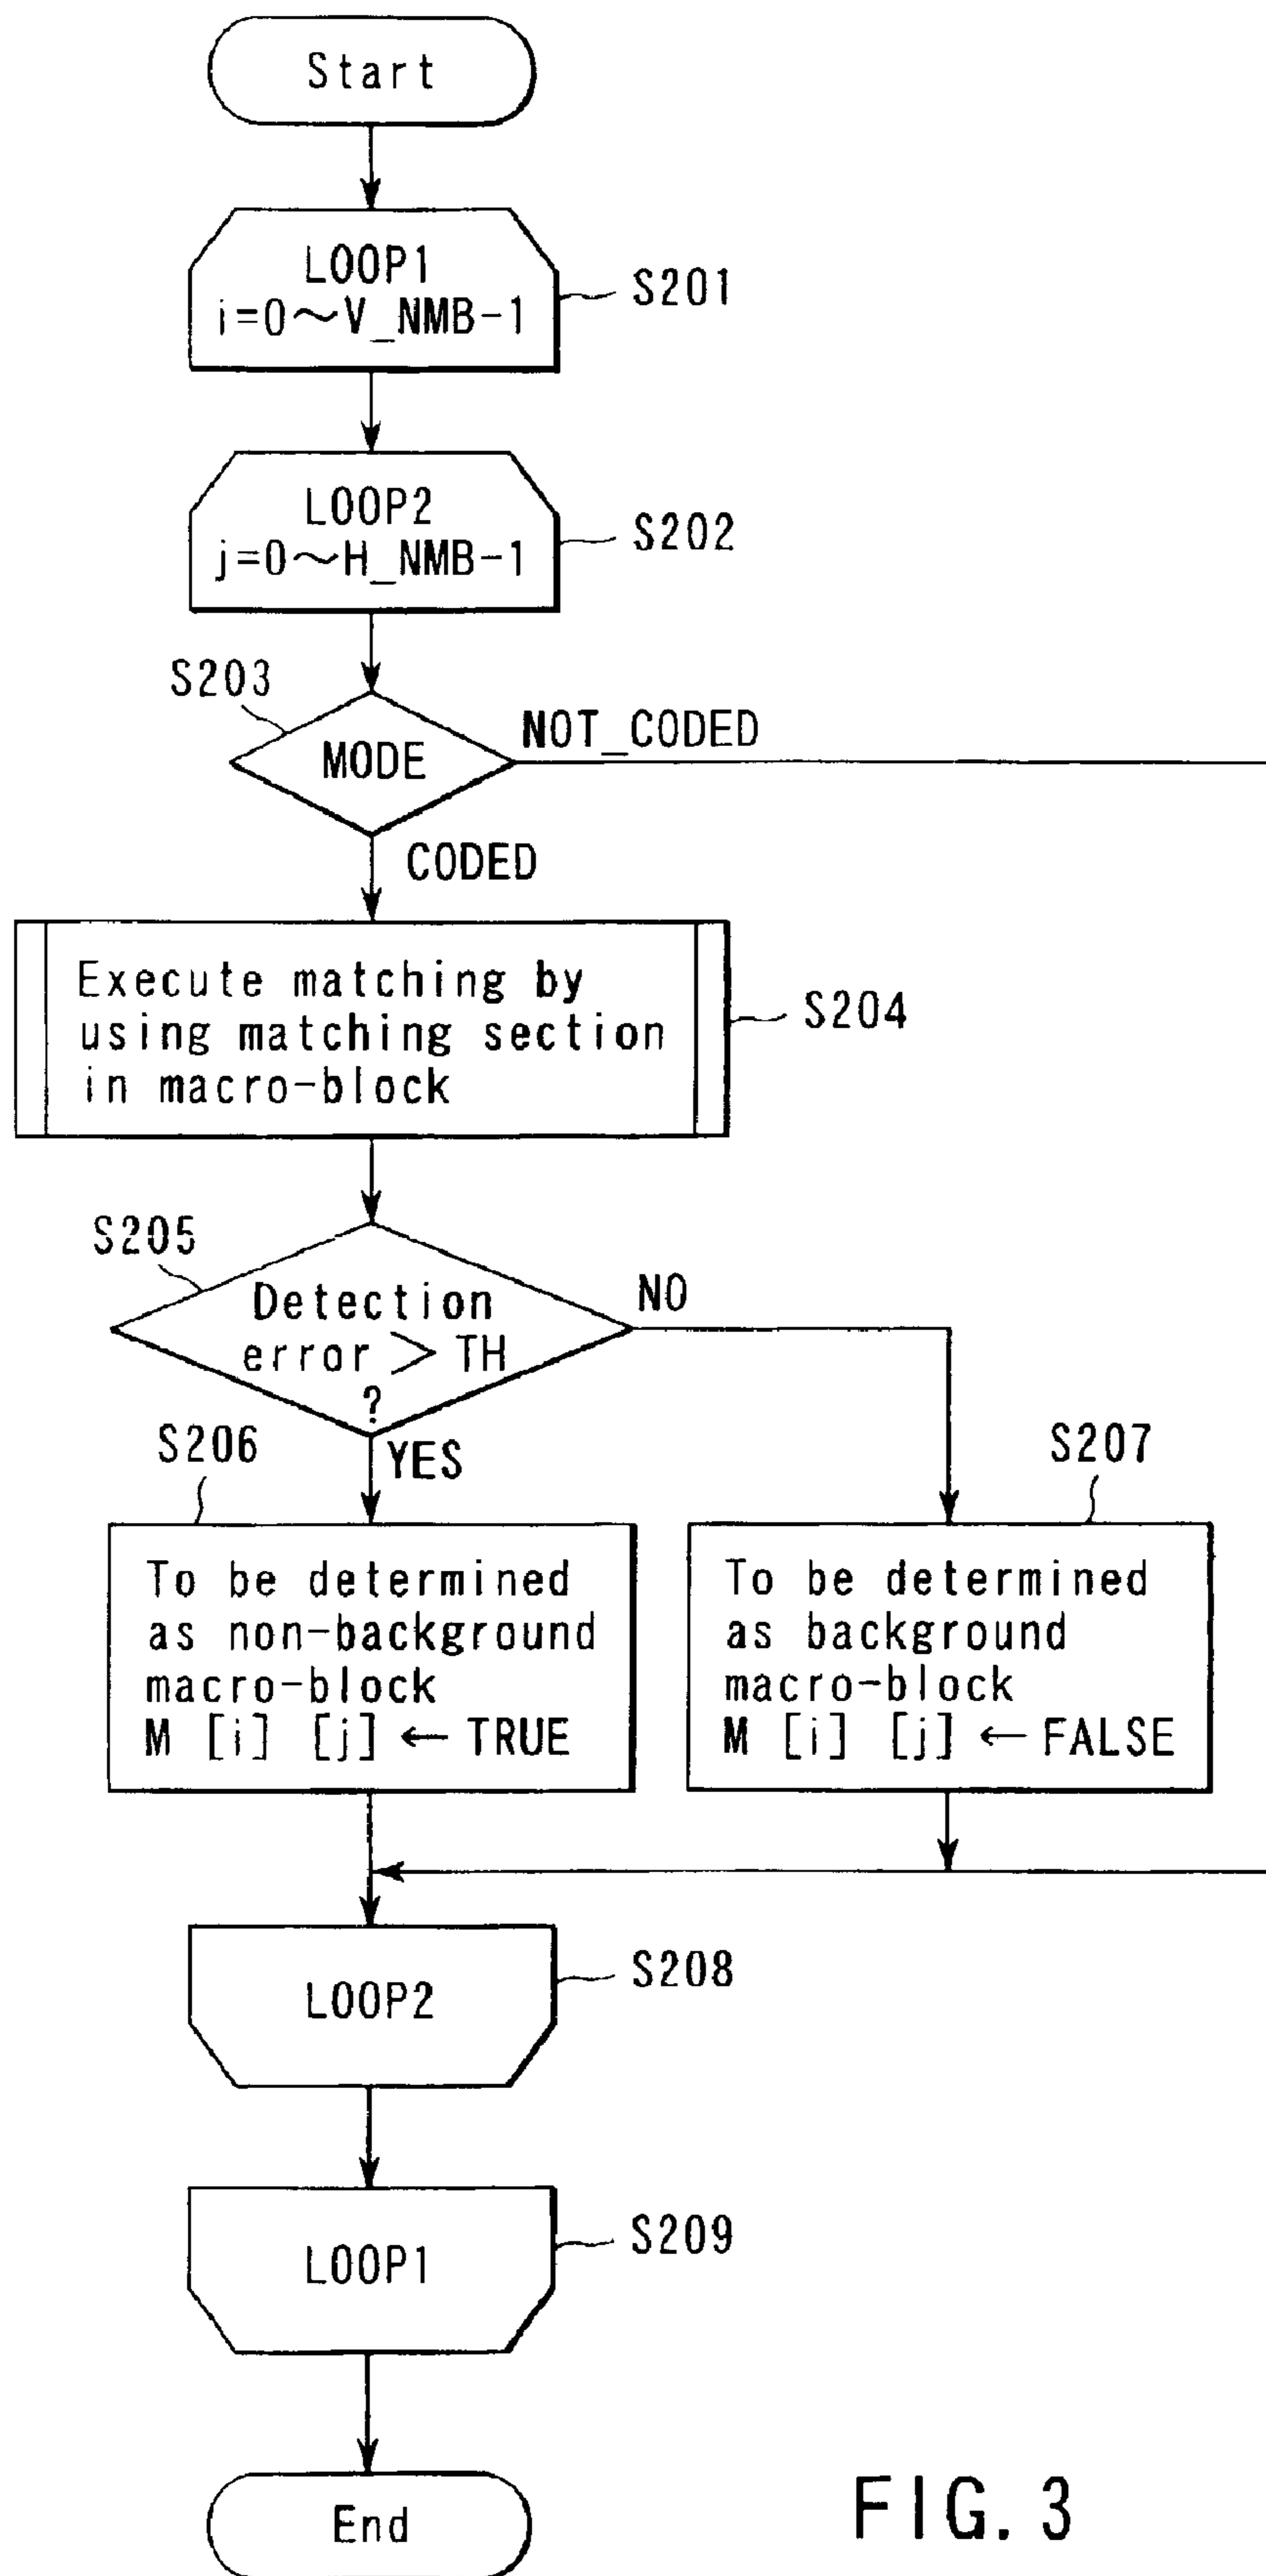 Start
LOOP1
i=0～V_NMB-1
S201
LOOP2
j=0～H_NMB-1
S202
S203
MODE
NOT_CODED
CODED
Execute matching by
using matching section
in macro-block
S204
S205
Detection
error > TH
?
NO
YES
S206
To be determined
as non-background
macro-block
M [i] [j] ← TRUE
S207
To be determined
as background
macro-block
M [i] [j] ← FALSE
LOOP2
S208
LOOP1
S209
End
FIG. 3